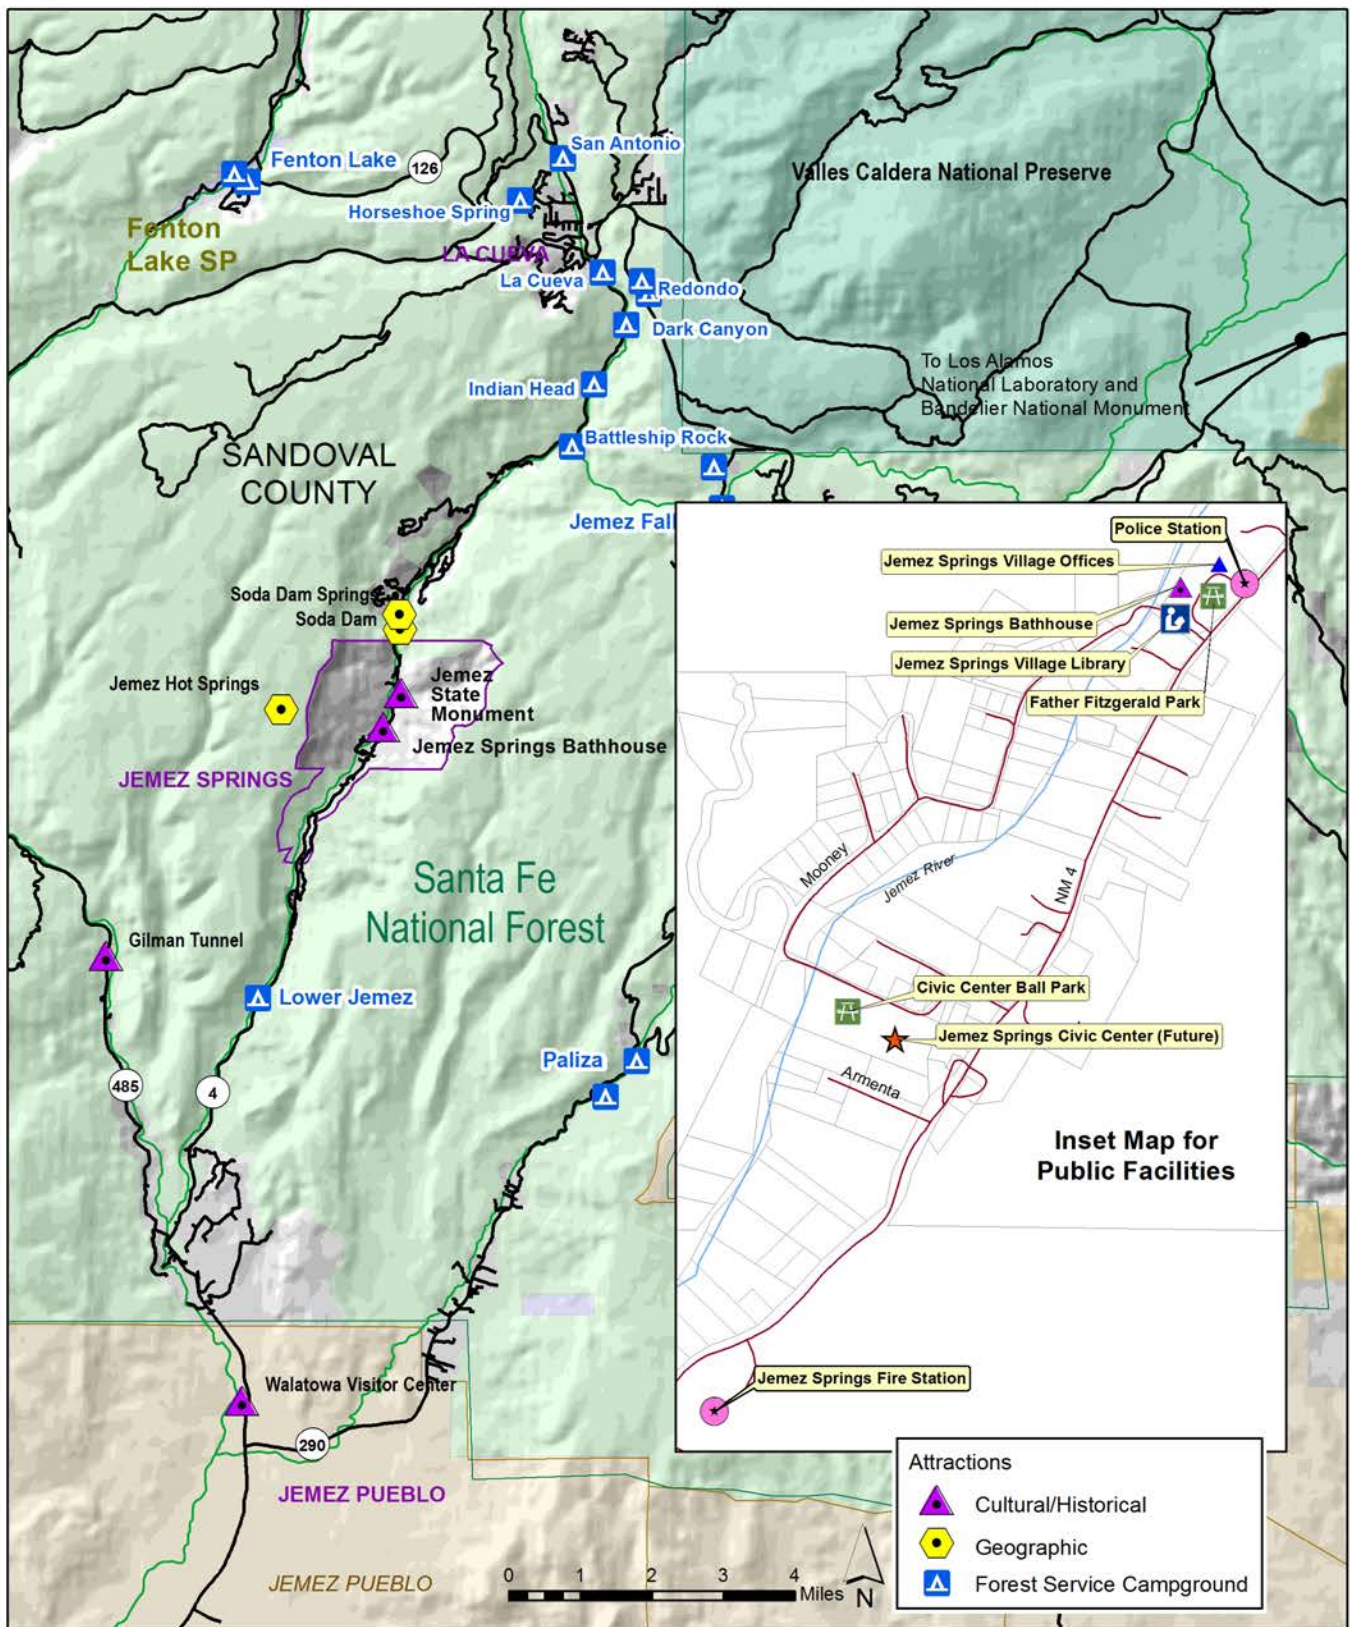 San Antonio
Fenton Lake
126
Valles Caldera National Preserve
Horseshoe Spring
Fenton
Lake SP
LA CUEVA
La Cueva
Redondo
Dark Canyon
To Los Alamos
National Laboratory and
Bandelier National Monument
Indian Head
Battleship Rock
SANDOVAL
COUNTY
Jemez Fall
Soda Dam Springs
Soda Dam
Jemez Hot Springs
Jemez
State
Monument
Jemez Springs Bathhouse
JEMEZ SPRINGS
Santa Fe
National Forest
Gilman Tunnel
Lower Jemez
Paliza
485
4
Walatowa Visitor Center
290
JEMEZ PUEBLO
JEMEZ PUEBLO
Police Station
Jemez Springs Village Offices
Jemez Springs Bathhouse
Jemez Springs Village Library
Father Fitzgerald Park
Mooney
Jemez River
NM 4
Civic Center Ball Park
Jemez Springs Civic Center (Future)
Armenta
Inset Map for
Public Facilities
Jemez Springs Fire Station
Attractions
Cultural/Historical
Geographic
Forest Service Campground
0 1 2 3 4
Miles
N